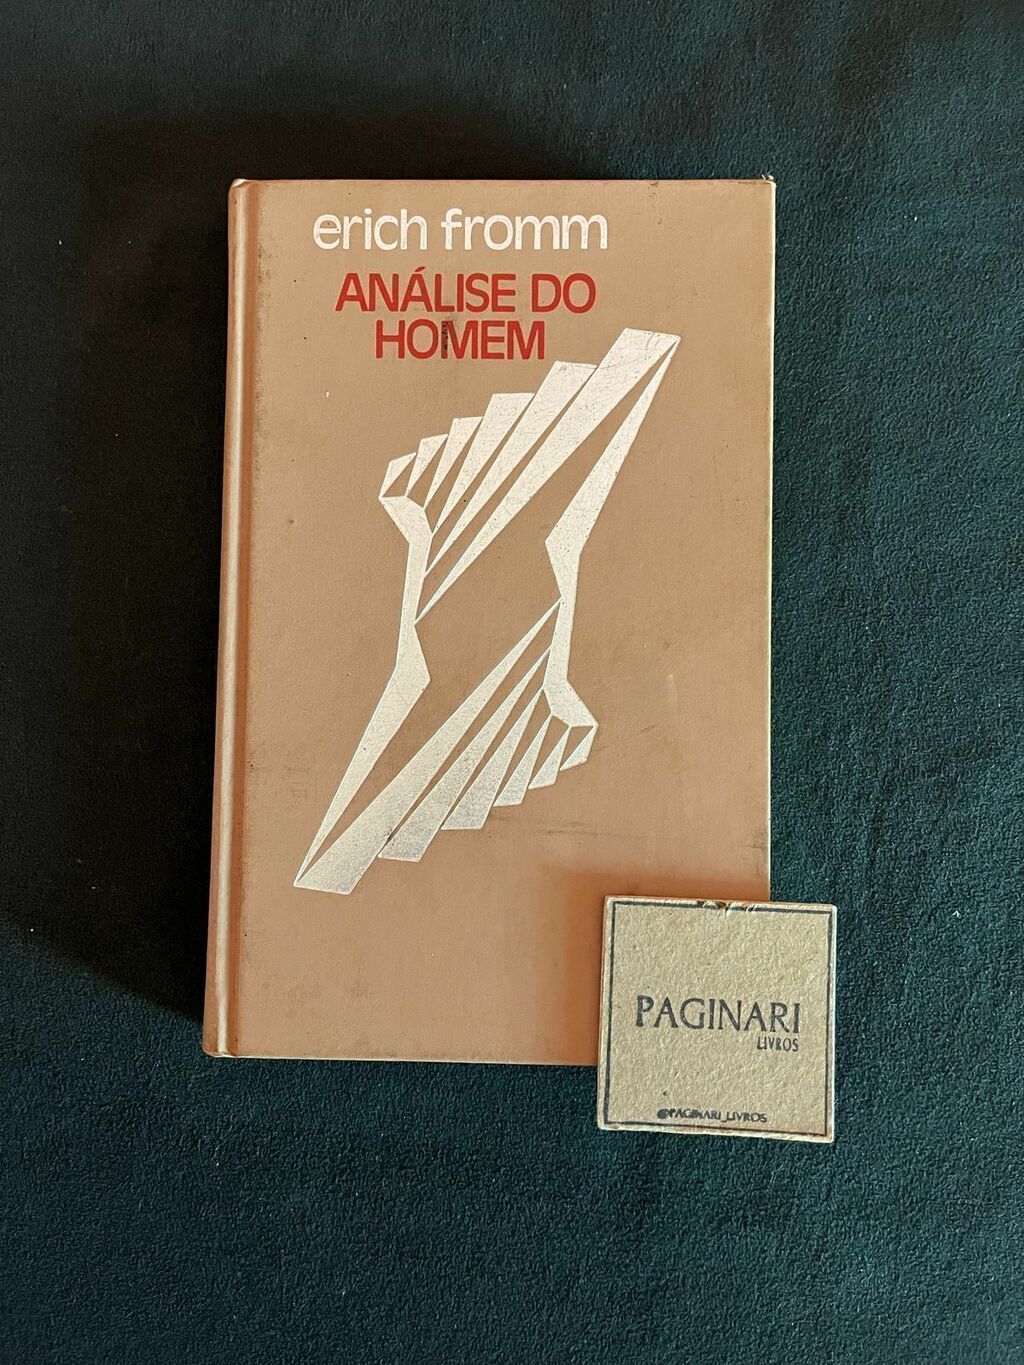 erich fromm
ANÁLISE DO
HOMEM
PAGINARI
LIVROS
@PAGINARI_LIVROS